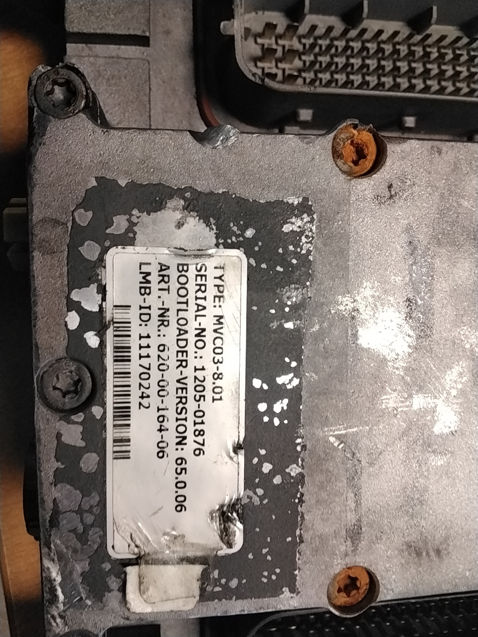 TYPE: MVC03-8.01
SERIAL-NO.: 1205-01876
BOOTLOADER-VERSION: 65.0.06
ART.-NR.: 620-00-164-06
LMB-ID: 11170242